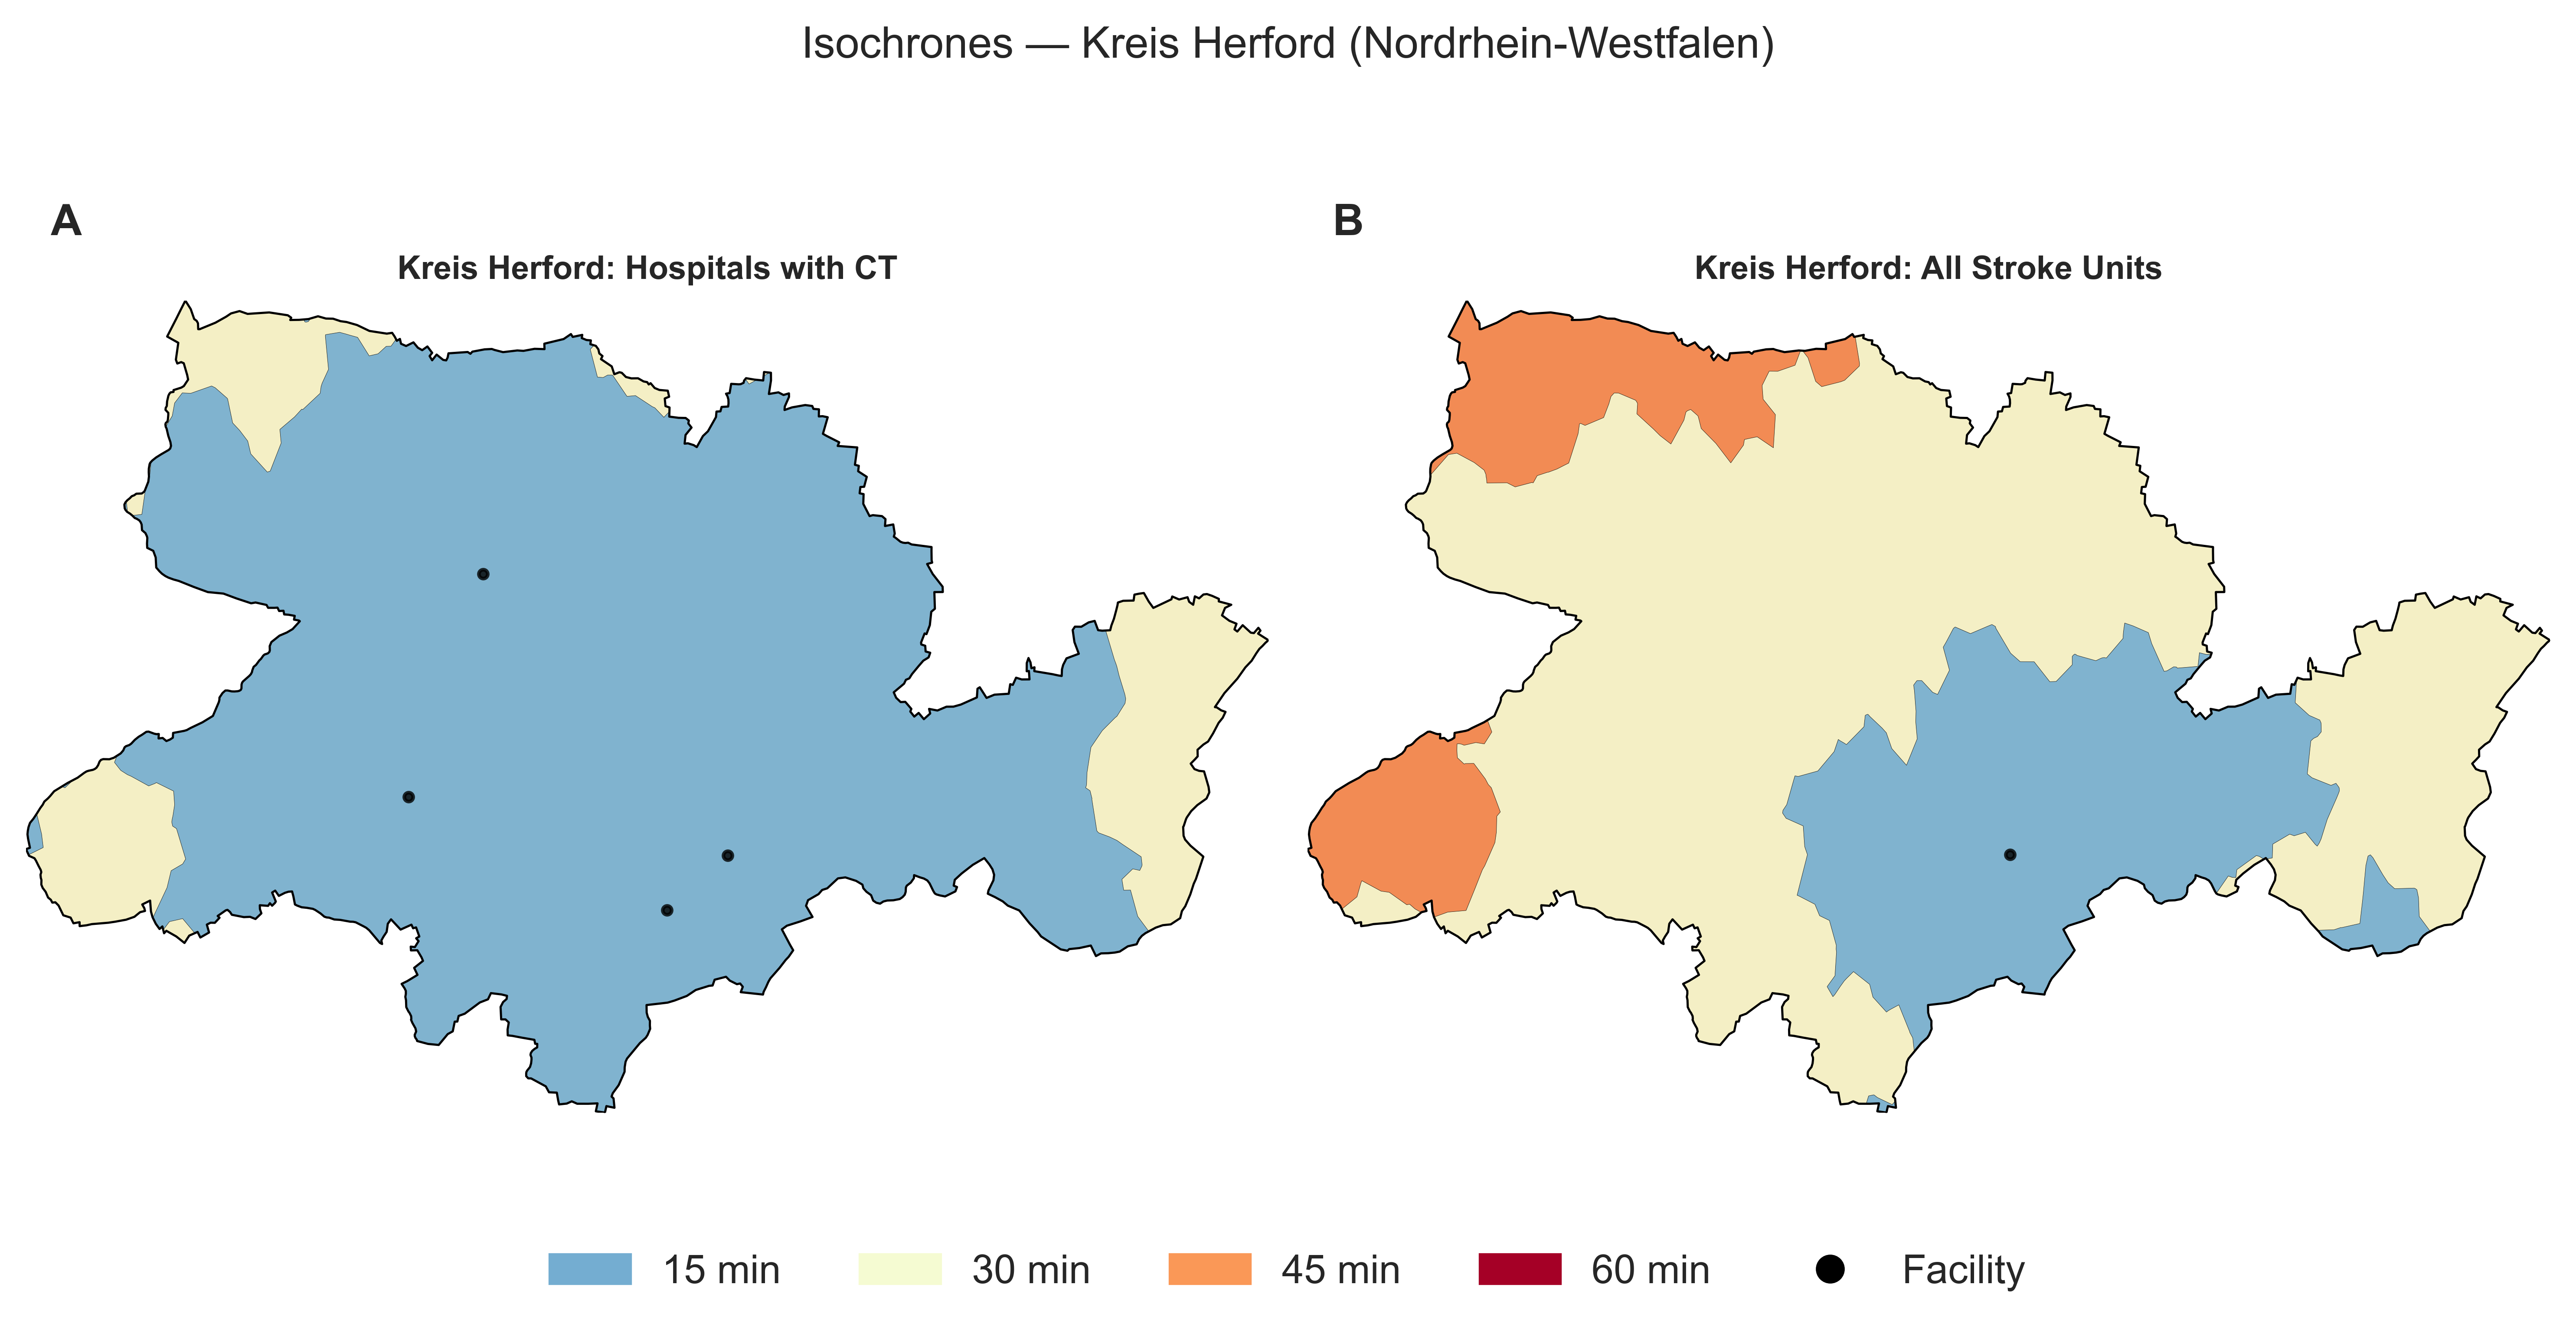 Isochrones — Kreis Herford (Nordrhein-Westfalen)
A
Kreis Herford: Hospitals with CT
B
Kreis Herford: All Stroke Units
15 min
30 min
45 min
60 min
Facility